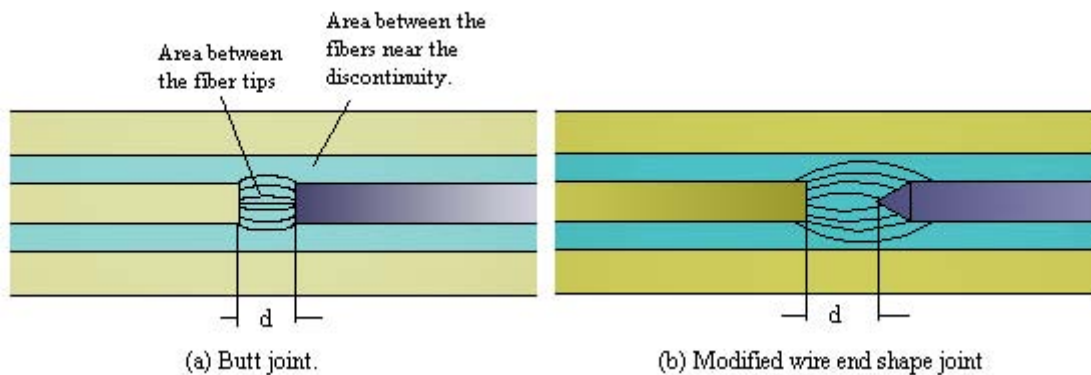 Area between
the fiber tips
Area between the
fibers near the
discontinuity.
d
d
(a) Butt joint.
(b) Modified wire end shape joint